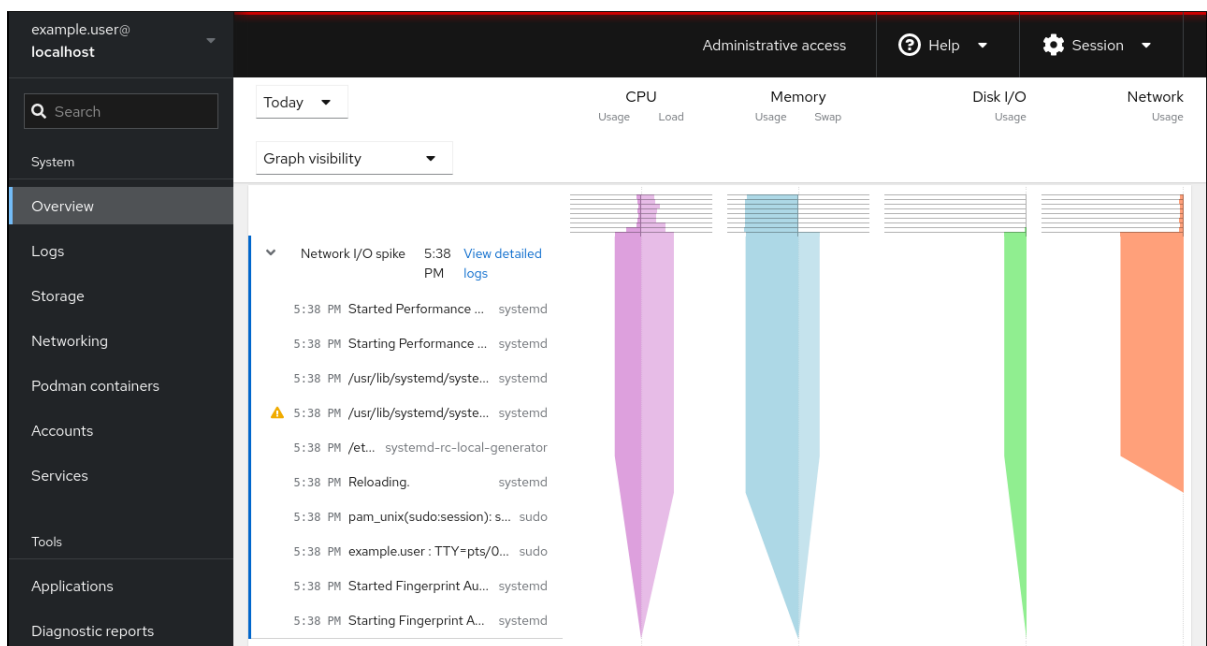 example.user@
localhost
Administrative access
Help
Session
Search
System
Overview
Logs
Storage
Networking
Podman containers
Accounts
Services
Tools
Applications
Diagnostic reports
Today
Graph visibility
CPU
Usage Load
Memory
Usage Swap
Disk I/O
Usage
Network
Usage
Network I/O spike 5:38 PM View detailed logs
5:38 PM Started Performance ... systemd
5:38 PM Starting Performance ... systemd
5:38 PM /usr/lib/systemd/syste... systemd
5:38 PM /usr/lib/systemd/syste... systemd
5:38 PM /et... systemd-rc-local-generator
5:38 PM Reloading. systemd
5:38 PM pam_unix(sudo:session): s... sudo
5:38 PM example.user : TTY=pts/0... sudo
5:38 PM Started Fingerprint Au... systemd
5:38 PM Starting Fingerprint A... systemd